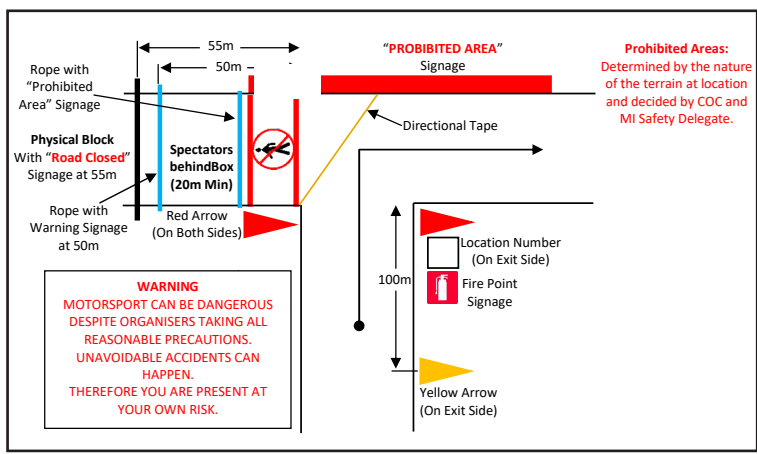 55m
50m
Rope with
“Prohibited
Area” Signage
Physical Block
With “Road Closed”
Signage at 55m
Rope with
Warning Signage
at 50m
Spectators
behindBox
(20m Min)
Red Arrow
(On Both Sides)
“PROBIBITED AREA”
Signage
Directional Tape
Prohibited Areas:
Determined by the nature
of the terrain at location
and decided by COC and
MI Safety Delegate.
100m
Location Number
(On Exit Side)
Fire Point
Signage
Yellow Arrow
(On Exit Side)
WARNING
MOTORSPORT CAN BE DANGEROUS
DESPITE ORGANISERS TAKING ALL
REASONABLE PRECAUTIONS.
UNAVOIDABLE ACCIDENTS CAN
HAPPEN.
THEREFORE YOU ARE PRESENT AT
YOUR OWN RISK.